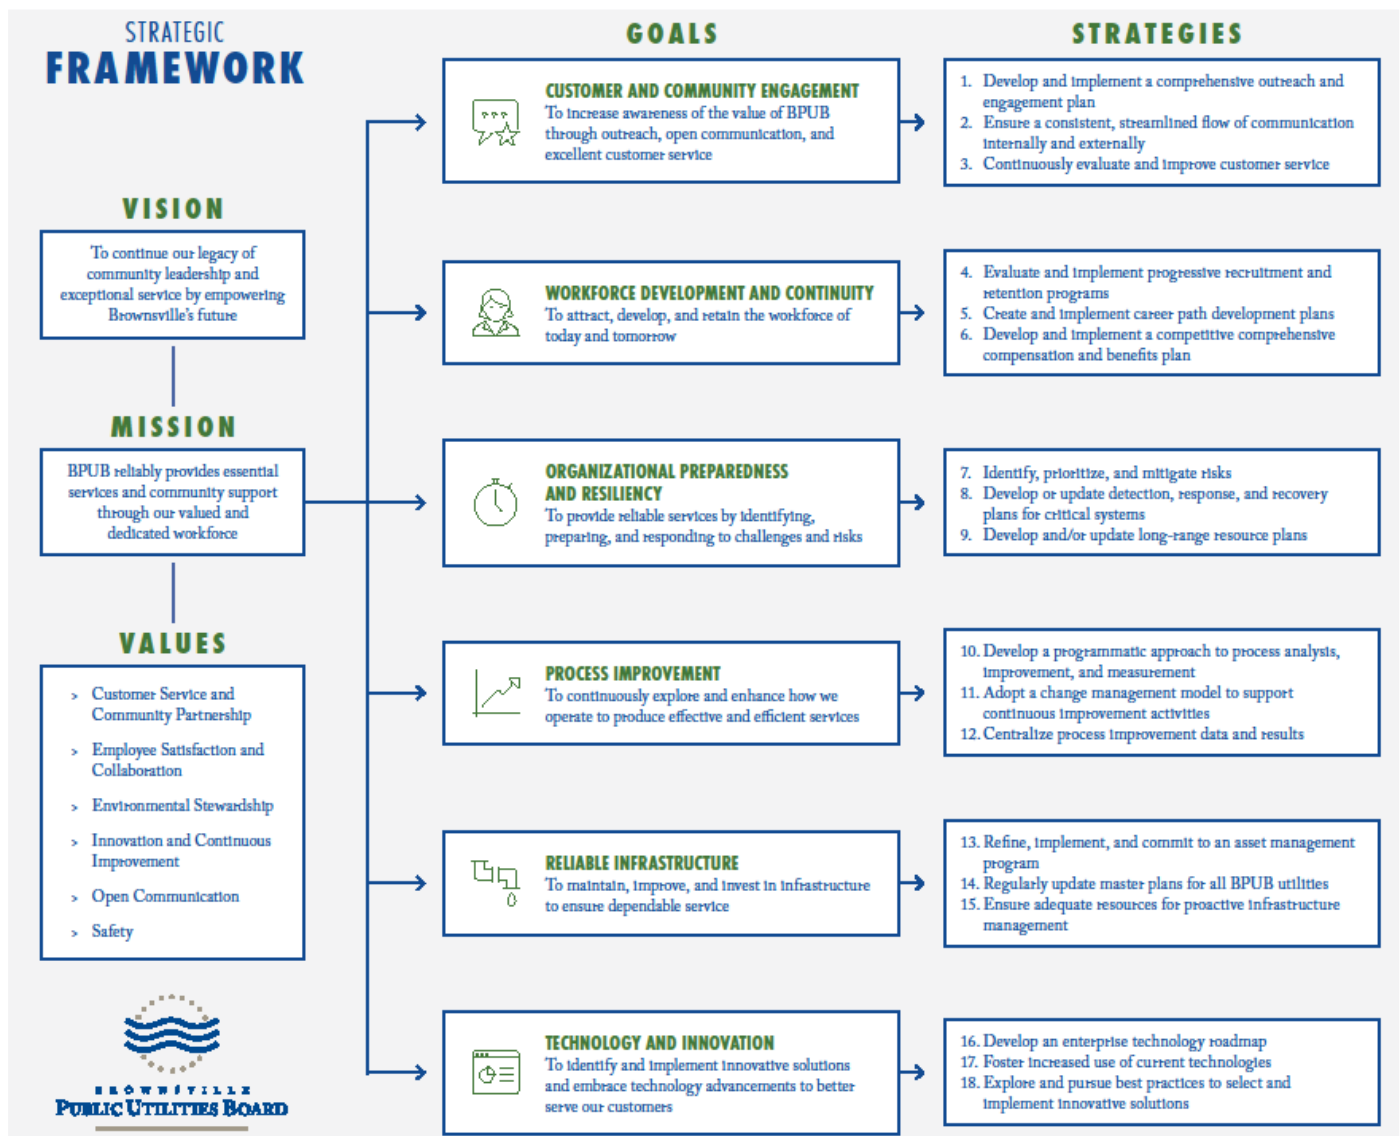 STRATEGIC
FRAMEWORK
VISION
To continue our legacy of
community leadership and
exceptional service by empowering
Brownsville's future
MISSION
BPUB reliably provides essential
services and community support
through our valued and
dedicated workforce
VALUES
> Customer Service and
Community Partnership
> Employee Satisfaction and
Collaboration
> Environmental Stewardship
> Innovation and Continuous
Improvement
> Open Communication
> Safety
BROWNSVILLE
PUBLIC UTILITIES BOARD
GOALS
CUSTOMER AND COMMUNITY ENGAGEMENT
To increase awareness of the value of BPUB
through outreach, open communication, and
excellent customer service
WORKFORCE DEVELOPMENT AND CONTINUITY
To attract, develop, and retain the workforce of
today and tomorrow
ORGANIZATIONAL PREPAREDNESS
AND RESILIENCY
To provide reliable services by identifying,
preparing, and responding to challenges and risks
PROCESS IMPROVEMENT
To continuously explore and enhance how we
operate to produce effective and efficient services
RELIABLE INFRASTRUCTURE
To maintain, improve, and invest in infrastructure
to ensure dependable service
TECHNOLOGY AND INNOVATION
To identify and implement innovative solutions
and embrace technology advancements to better
serve our customers
STRATEGIES
1. Develop and implement a comprehensive outreach and
engagement plan
2. Ensure a consistent, streamlined flow of communication
internally and externally
3. Continuously evaluate and improve customer service
4. Evaluate and implement progressive recruitment and
retention programs
5. Create and implement career path development plans
6. Develop and implement a competitive comprehensive
compensation and benefits plan
7. Identify, prioritize, and mitigate risks
8. Develop or update detection, response, and recovery
plans for critical systems
9. Develop and/or update long-range resource plans
10. Develop a programmatic approach to process analysis,
improvement, and measurement
11. Adopt a change management model to support
continuous improvement activities
12. Centralize process improvement data and results
13. Refine, implement, and commit to an asset management
program
14. Regularly update master plans for all BPUB utilities
15. Ensure adequate resources for proactive infrastructure
management
16. Develop an enterprise technology roadmap
17. Foster increased use of current technologies
18. Explore and pursue best practices to select and
implement innovative solutions